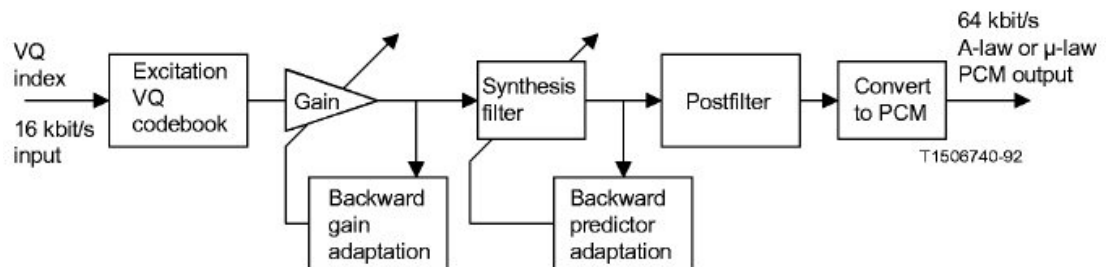 VQ
index
16 kbit/s
input
Excitation
VQ
codebook
Gain
Synthesis
filter
Postfilter
Convert
to PCM
64 kbit/s
A-law or µ-law
PCM output
T1506740-92
Backward
gain
adaptation
Backward
predictor
adaptation